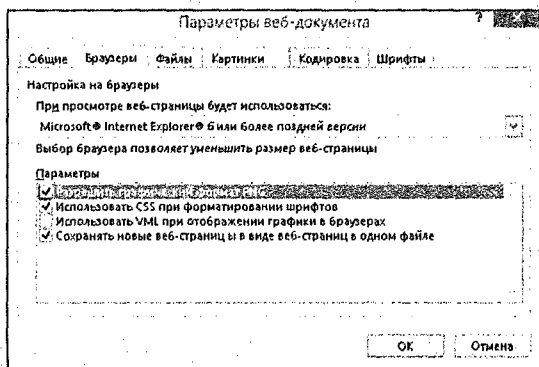 Параметры веб-документа ?
Общие Браузеры Файлы Картинки Кодировка Шрифты
Настройка на браузеры
При просмотре веб-страницы будет использоваться:
Microsoft® Internet Explorer® 6 или более поздней версии
Выбор браузера позволяет уменьшить размер веб-страницы
Параметры
PNG
Использовать CSS при форматировании шрифтов
Использовать VML при отображении графики в браузерах
Сохранять новые веб-страницы в виде веб-страниц в одном файле
ОК Отмена